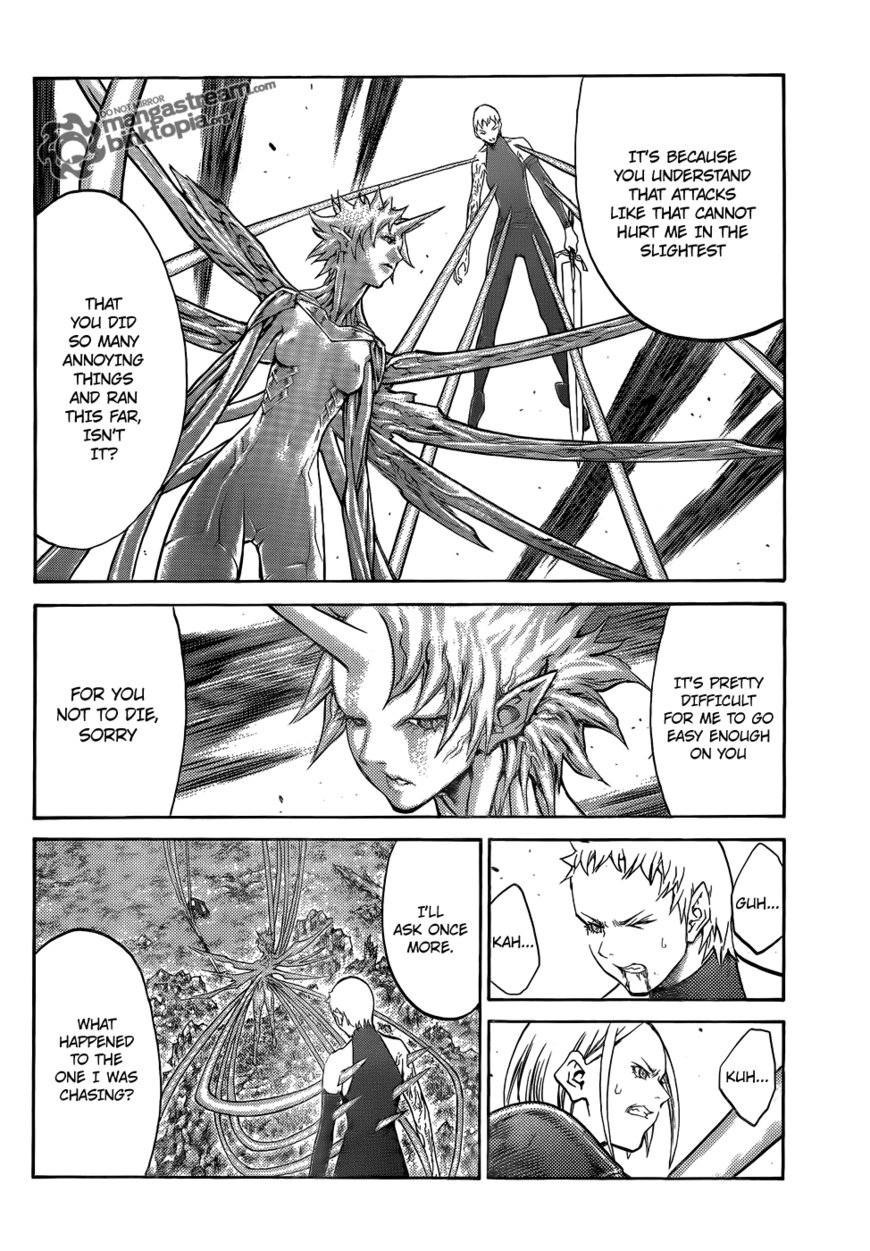 DO NOT MIRROR
mangastream.com
binktopia.org
IT'S BECAUSE
YOU UNDERSTAND
THAT ATTACKS
LIKE THAT CANNOT
HURT ME IN THE
SLIGHTEST
THAT
YOU DID
SO MANY
ANNOYING
THINGS
AND RAN
THIS FAR,
ISN'T
IT?
IT'S PRETTY
DIFFICULT
FOR ME TO GO
EASY ENOUGH
ON YOU
FOR YOU
NOT TO DIE,
SORRY
GUH...
KAH...
KUH...
I'LL
ASK ONCE
MORE.
WHAT
HAPPENED
TO THE
ONE I WAS
CHASING?